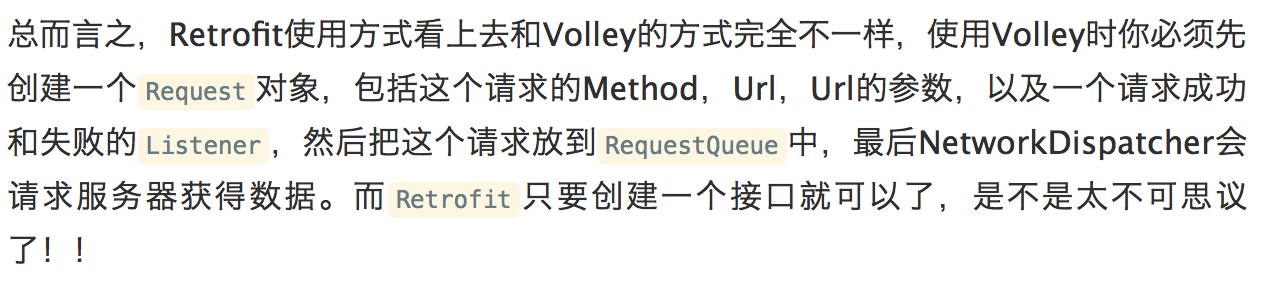 总而言之，Retrofit使用方式看上去和Volley的方式完全不一样，使用Volley时你必须先
创建一个Request对象，包括这个请求的Method，Url，Url的参数，以及一个请求成功
和失败的Listener，然后把这个请求放到RequestQueue中，最后NetworkDispatcher会
请求服务器获得数据。而Retrofit只要创建一个接口就可以了，是不是太不可思议
了！！